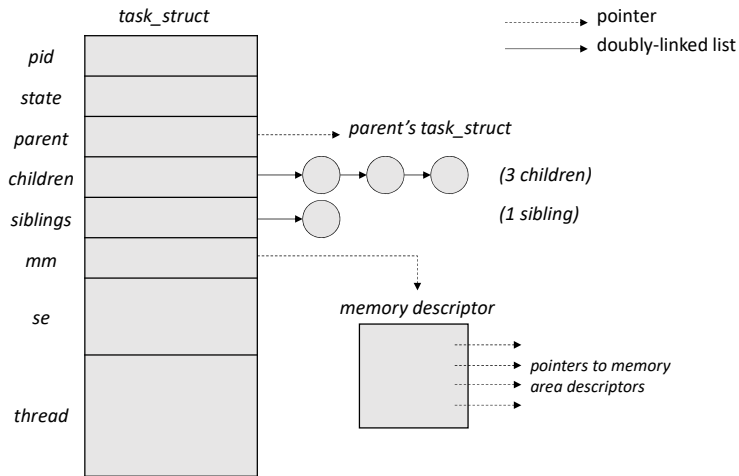 task_struct
pointer
doubly-linked list
pid
state
parent
parent's task_struct
children
(3 children)
siblings
(1 sibling)
mm
memory descriptor
se
pointers to memory
area descriptors
thread